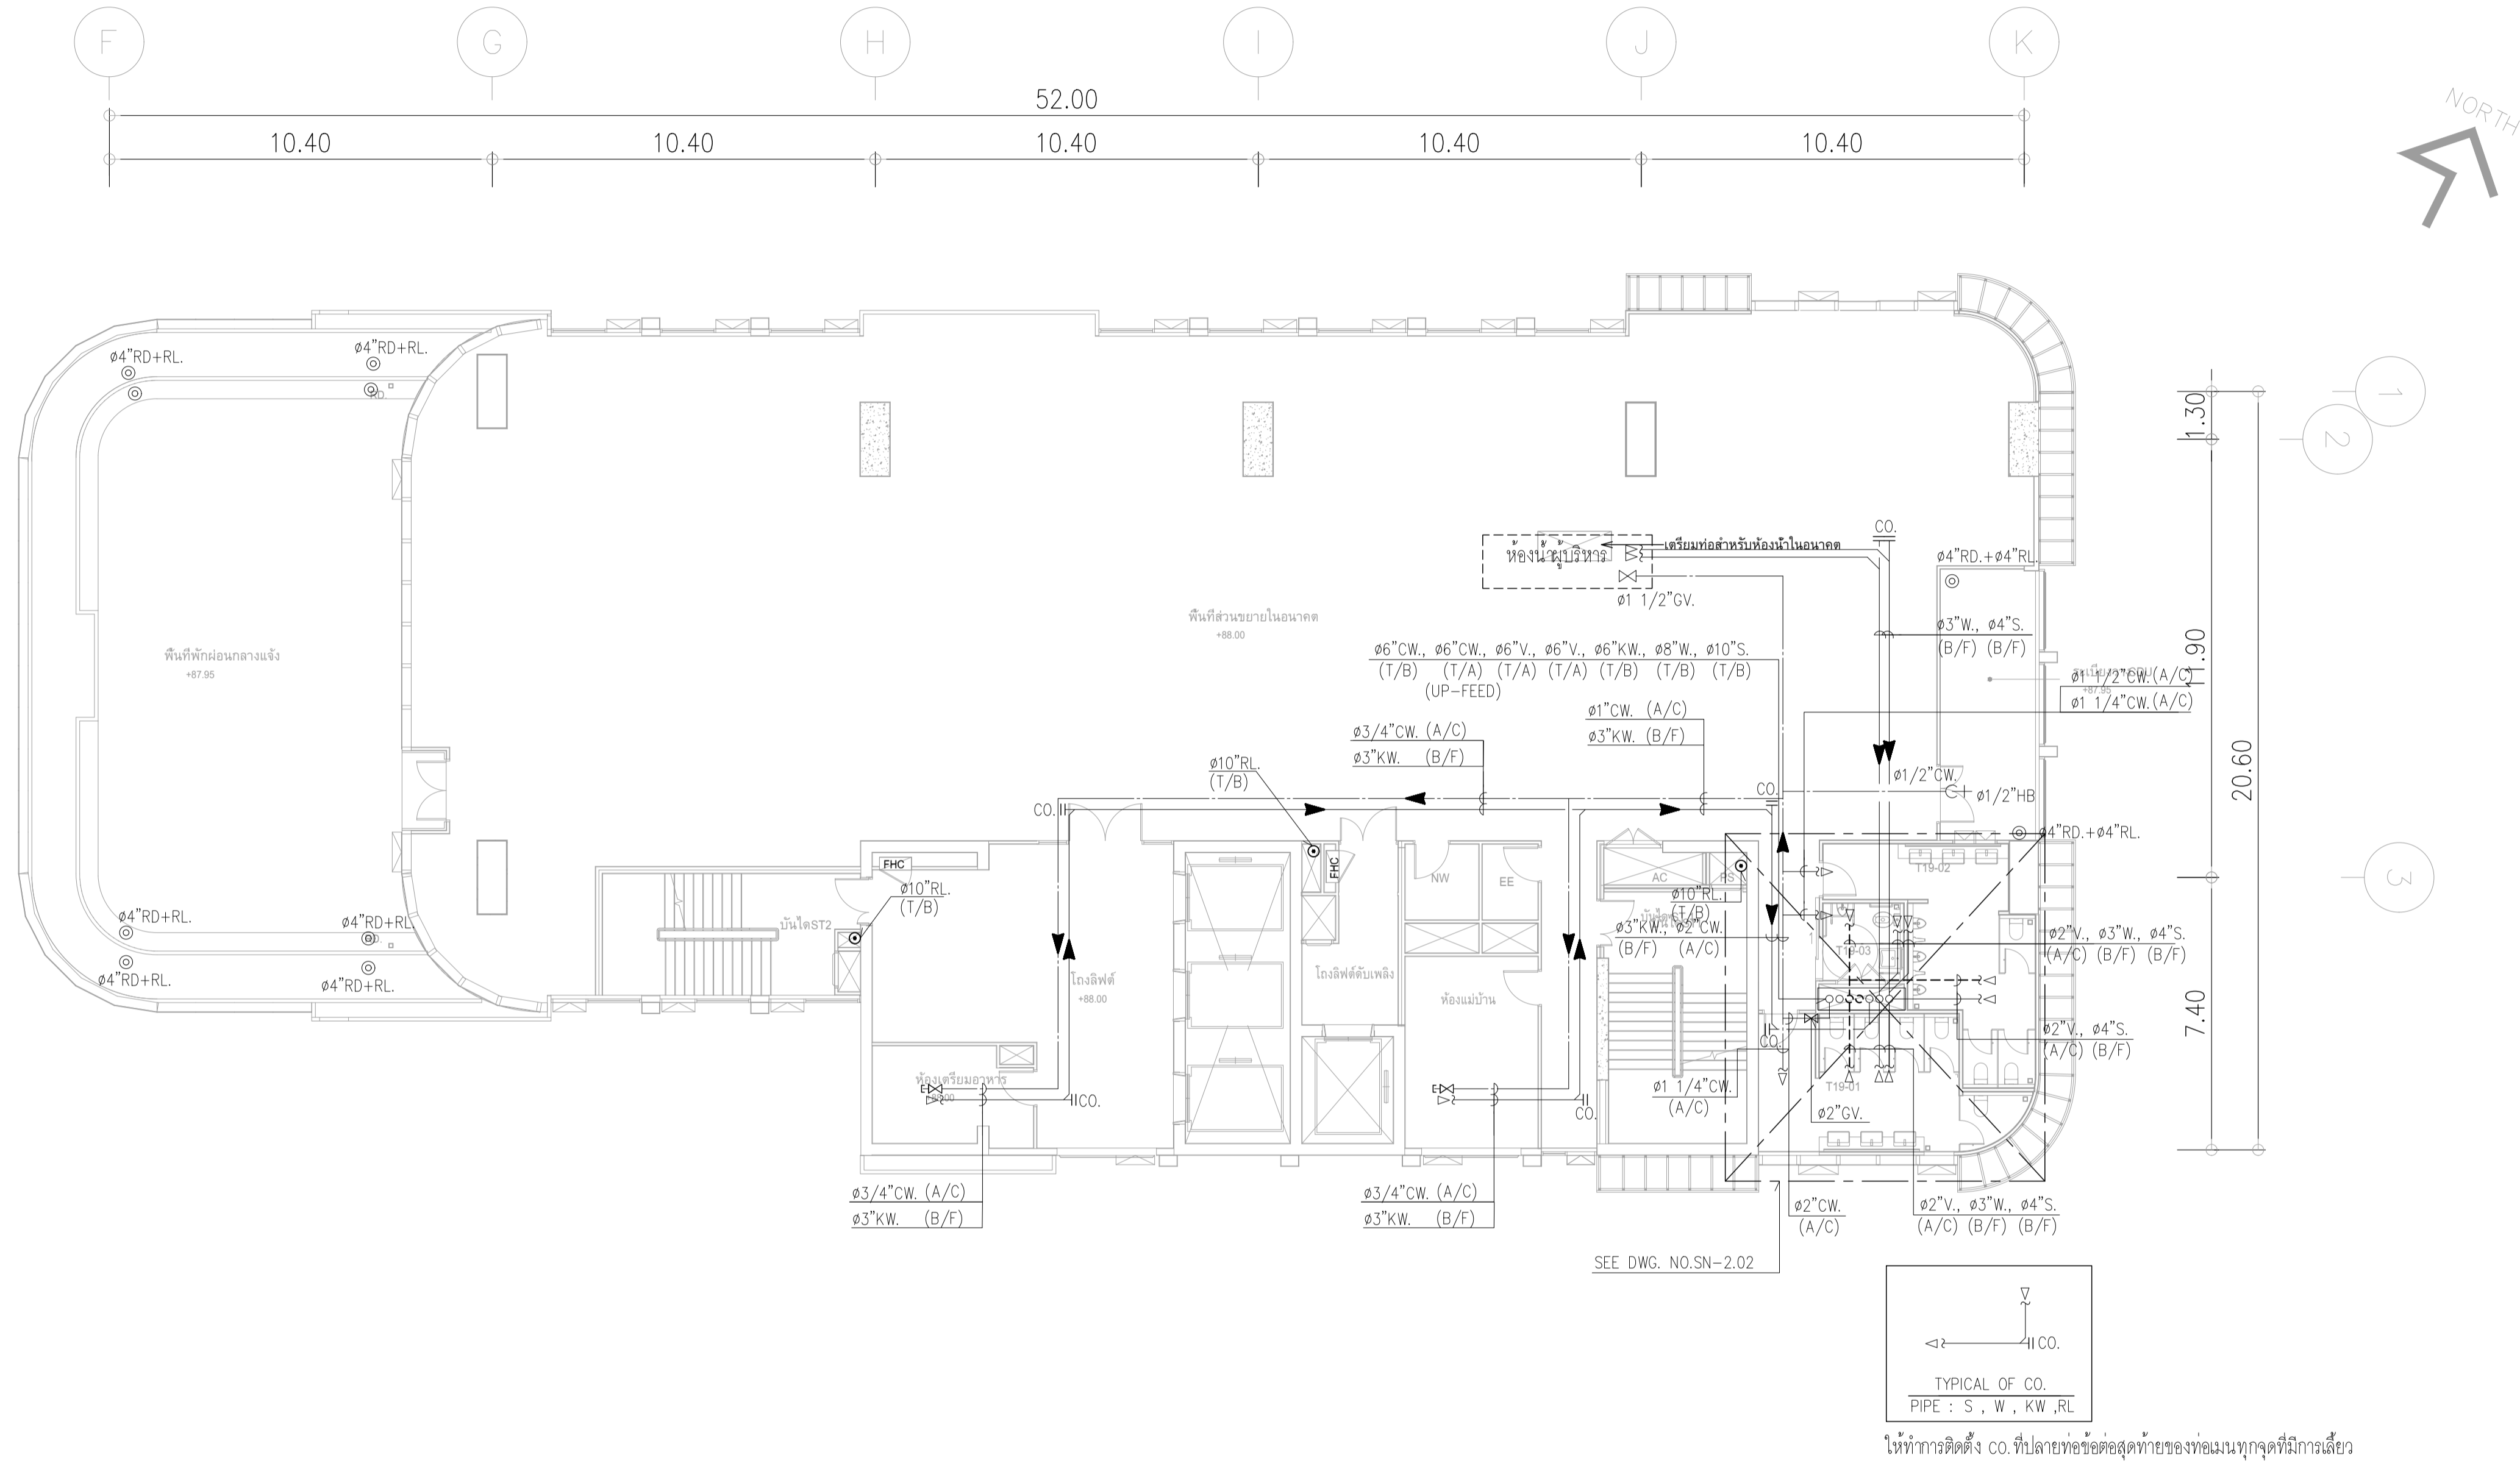 F
G
H
I
J
K
52.00
10.40
10.40
10.40
10.40
10.40
NORTH
1
2
1.30
ø4"RD+RL.
ø4"RD+RL.
RD.
CO.
เตรียมท่อสำหรับห้องน้ำในอนาคต
ห้องน้ำผู้บริหาร
ø4"RD.+ø4"RL.
ø1 1/2"GV.
พื้นที่ส่วนขยายในอนาคต
+88.00
ø3"W., ø4"S.
(B/F) (B/F)
พื้นที่พักผ่อนกลางแจ้ง
+87.95
ø6"CW., ø6"CW., ø6"V., ø6"V., ø6"KW., ø8"W., ø10"S.
(T/B) (T/A) (T/A) (T/A) (T/B) (T/B) (T/B)
(UP-FEED)
11.90
ø1 1/2"CW.(A/C)
+87.95
ø1 1/4"CW.(A/C)
ø1"CW. (A/C)
ø3"KW. (B/F)
ø3/4"CW. (A/C)
ø3"KW. (B/F)
ø10"RL.
(T/B)
20.60
ø1/2"CW.
CO.
ø1/2"HB
CO.
ø4"RD.+ø4"RL.
FHC
FHC
NW
EE
AC
PS
T19-02
3
ø10"RL.
(T/B)
ø10"RL.
(T/B)
ø4"RD+RL.
ø4"RD+RL.
RD.
บันไดST2
ø3"KW., ø2"CW.
(B/F) (A/C)
T19-03
ø2"V., ø3"W., ø4"S.
(A/C) (B/F) (B/F)
ø4"RD+RL.
ø4"RD+RL.
โถงลิฟต์
+88.00
โถงลิฟต์ดับเพลิง
ห้องแม่บ้าน
7.40
ø2"V., ø4"S.
(A/C) (B/F)
CO.
ห้องเตรียมอาหาร
+88.00
CO.
CO.
ø1 1/4"CW.
(A/C)
T19-01
ø2"GV.
ø3/4"CW. (A/C)
ø3"KW. (B/F)
ø3/4"CW. (A/C)
ø3"KW. (B/F)
ø2"CW.
(A/C)
ø2"V., ø3"W., ø4"S.
(A/C) (B/F) (B/F)
SEE DWG. NO.SN-2.02
CO.
TYPICAL OF CO.
PIPE : S , W , KW ,RL
ให้ทำการติดตั้ง CO.ที่ปลายท่อข้อต่อสุดท้ายของท่อเมนทุกจุดที่มีการเลี้ยว